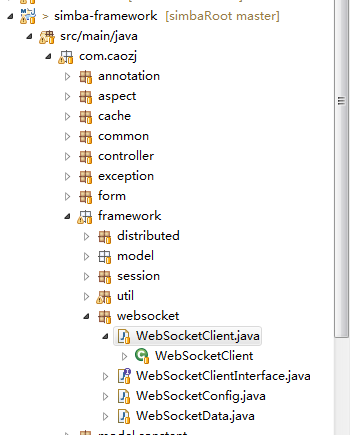 > simba-framework [simbaRoot master]
src/main/java
com.caozj
annotation
aspect
cache
common
controller
exception
form
framework
distributed
model
session
util
websocket
WebSocketClient.java
WebSocketClient
WebSocketClientInterface.java
WebSocketConfig.java
WebSocketData.java
model.constant